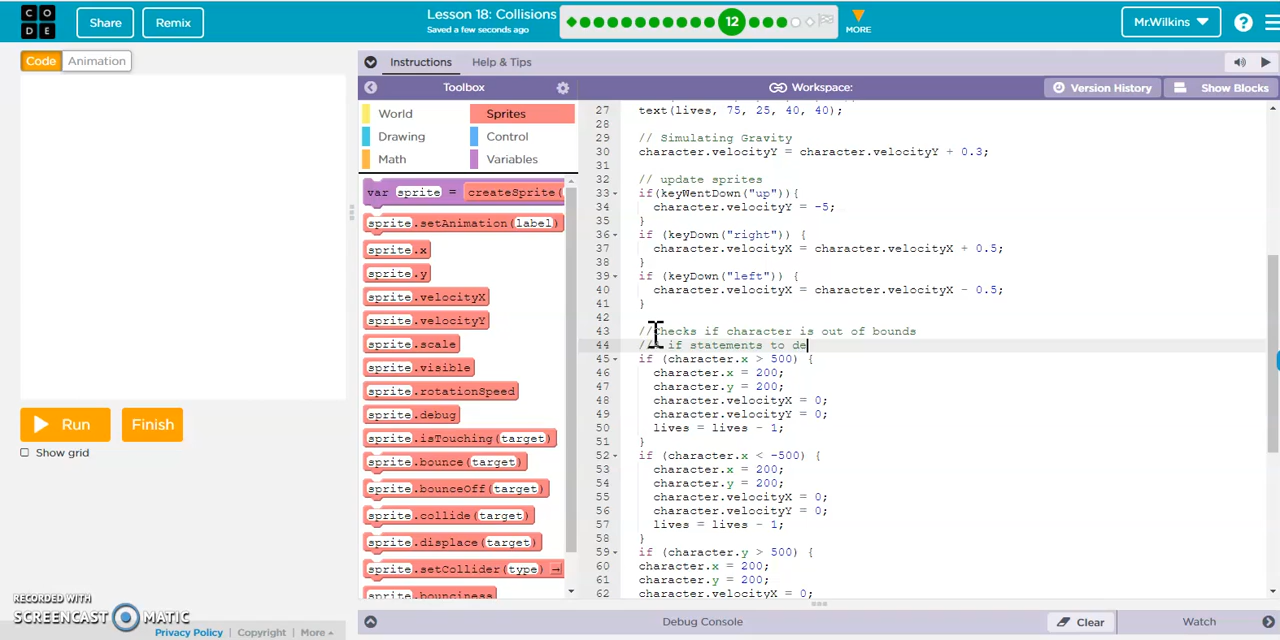 C O
D E
Share
Remix
Lesson 18: Collisions
Saved a few seconds ago
12
MORE
Mr.Wilkins
?
Code
Animation
Instructions
Help & Tips
Toolbox
Workspace:
Version History
Show Blocks
World
Sprites
Drawing
Control
Math
Variables
var sprite = createSprite(
sprite.setAnimation(label)
sprite.x
sprite.y
sprite.velocityX
sprite.velocityY
sprite.scale
sprite.visible
sprite.rotationSpeed
sprite.debug
sprite.isTouching(target)
sprite.bounce(target)
sprite.bounceOff(target)
sprite.collide(target)
sprite.displace(target)
sprite.setCollider(type)
sprite.bounciness
27 text(lives, 75, 25, 40, 40);
28
29 // Simulating Gravity
30 character.velocityY = character.velocityY + 0.3;
31
32 // update sprites
33 if(keyWentDown("up")){
34 character.velocityY = -5;
35 }
36 if (keyDown("right")) {
37 character.velocityX = character.velocityX + 0.5;
38 }
39 if (keyDown("left")) {
40 character.velocityX = character.velocityX - 0.5;
41 }
42
43 //Checks if character is out of bounds
44 // if statements to de
45 if (character.x > 500) {
46 character.x = 200;
47 character.y = 200;
48 character.velocityX = 0;
49 character.velocityY = 0;
50 lives = lives - 1;
51 }
52 if (character.x < -500) {
53 character.x = 200;
54 character.y = 200;
55 character.velocityX = 0;
56 character.velocityY = 0;
57 lives = lives - 1;
58 }
59 if (character.y > 500) {
60 character.x = 200;
61 character.y = 200;
62 character.velocityX = 0;
Run
Finish
Show grid
RECORDED WITH
SCREENCAST MATIC
Privacy Policy | Copyright | More
Debug Console
Clear
Watch